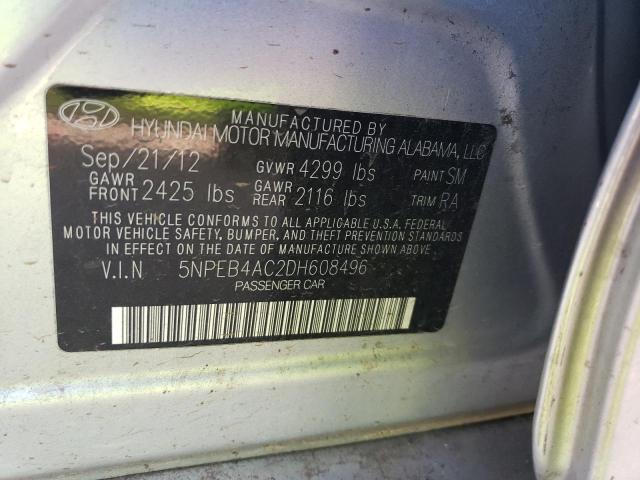 MANUFACTURED BY
HYUNDAI MOTOR MANUFACTURING ALABAMA, LLC
Sep/21/12 GVWR 4299 lbs PAINT SM
GAWR FRONT 2425 lbs GAWR REAR 2116 lbs TRIM RA
THIS VEHICLE CONFORMS TO ALL APPLICABLE U.S.A. FEDERAL
MOTOR VEHICLE SAFETY, BUMPER, AND THEFT PREVENTION STANDARDS
IN EFFECT ON THE DATE OF MANUFACTURE SHOWN ABOVE.
V.I.N 5NPEB4AC2DH608496
PASSENGER CAR